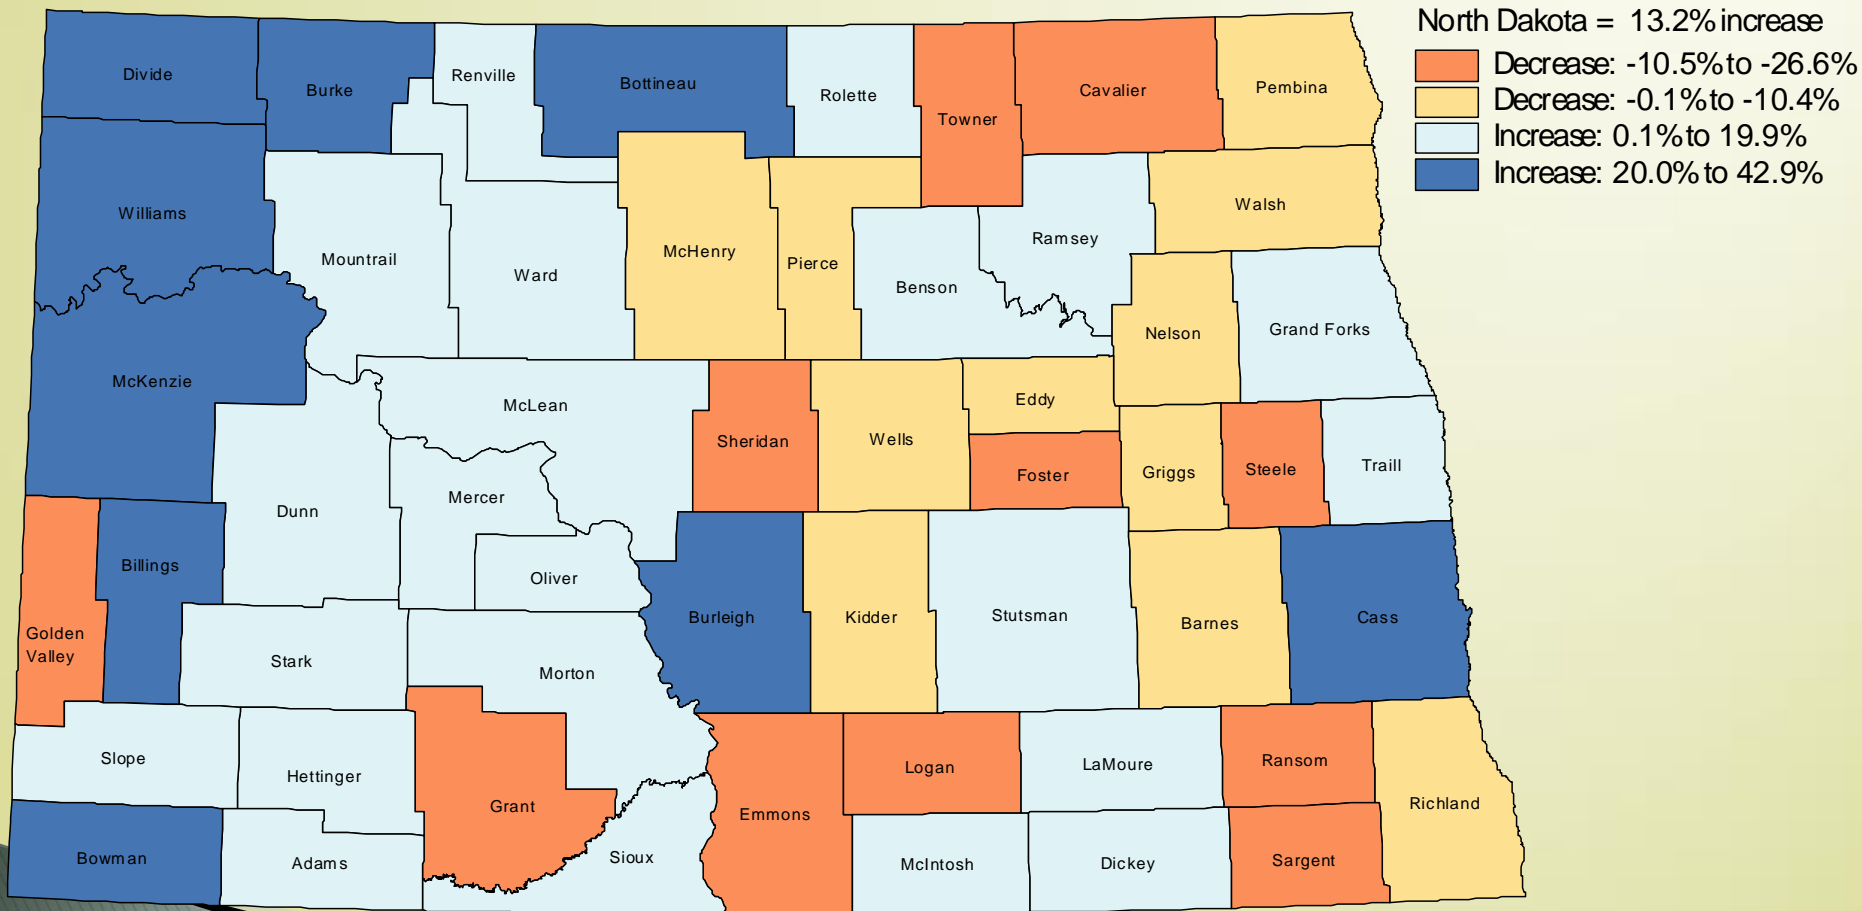 North Dakota = 13.2% increase
Decrease: -10.5% to -26.6%
Decrease: -0.1% to -10.4%
Increase: 0.1% to 19.9%
Increase: 20.0% to 42.9%
Divide
Burke
Renville
Bottineau
Rolette
Towner
Cavalier
Pembina
Williams
Mountrail
Ward
McHenry
Pierce
Benson
Ramsey
Walsh
Nelson
Grand Forks
McKenzie
McLean
Sheridan
Wells
Eddy
Foster
Griggs
Steele
Traill
Dunn
Mercer
Oliver
Billings
Golden
Valley
Burleigh
Kidder
Stutsman
Barnes
Cass
Stark
Morton
Slope
Hettinger
Grant
Emmons
Logan
LaMoure
Ransom
Richland
Bowman
Adams
Sioux
McIntosh
Dickey
Sargent